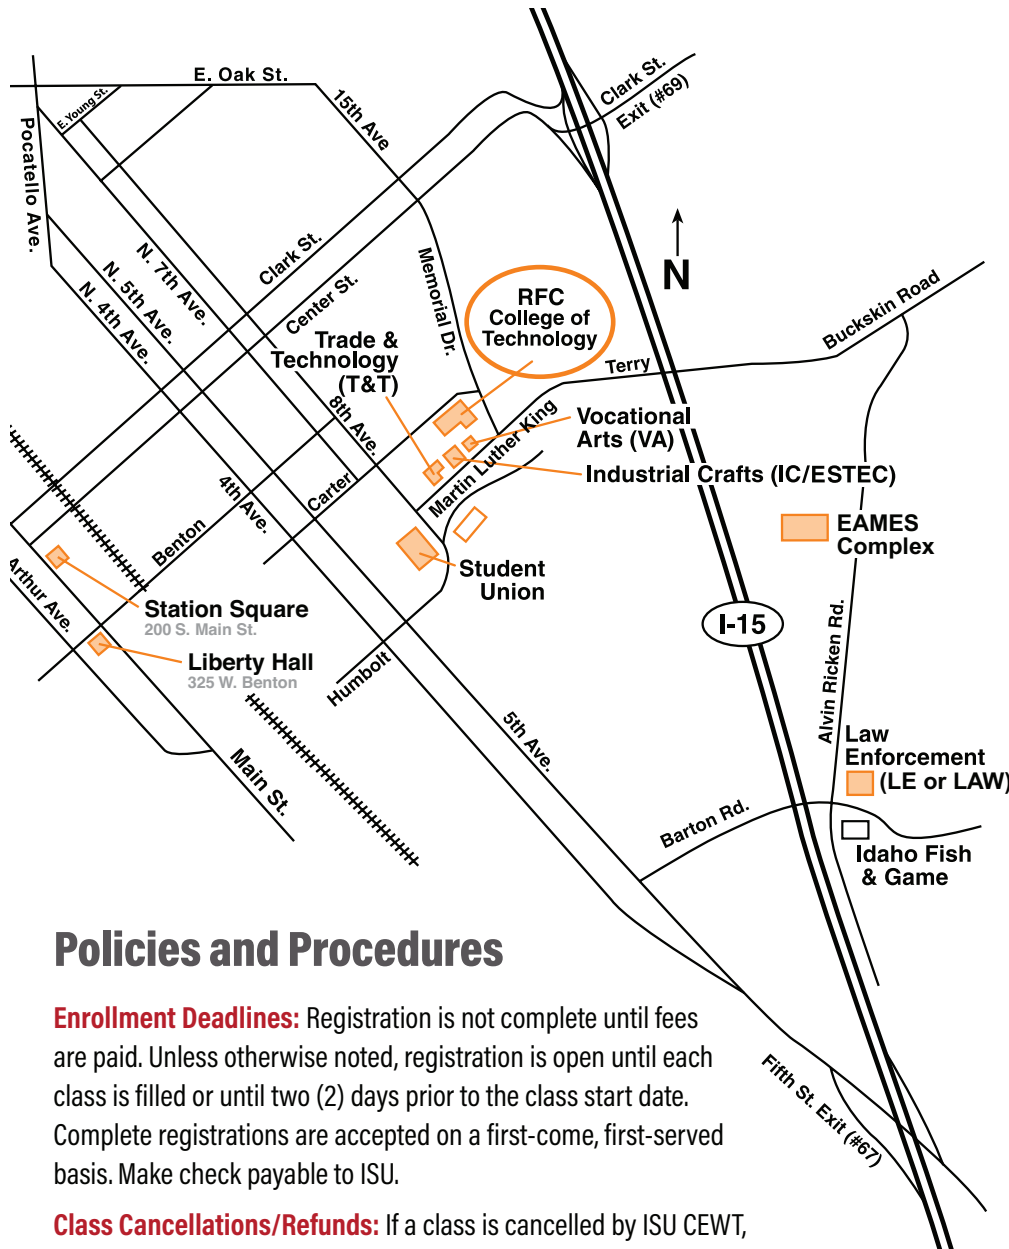 E. Oak St.
E. Young St.
15th Ave
Clark St.
Exit (#69)
Pocatello Ave.
N. 7th Ave.
N. 5th Ave.
N. 4th Ave.
Clark St.
Center St.
Memorial Dr.
N
RFC
College of
Technology
Buckskin Road
Terry
Trade &
Technology
(T&T)
8th Ave.
Vocational
Arts (VA)
Martin Luther King
Industrial Crafts (IC/ESTEC)
Carter
4th Ave.
Benton
EAMES
Complex
Student
Union
Arthur Ave.
Station Square
200 S. Main St.
I-15
Liberty Hall
325 W. Benton
Humbolt
Alvin Ricken Rd.
5th Ave.
Main St.
Law
Enforcement
(LE or LAW)
Barton Rd.
Idaho Fish
& Game
Fifth St. Exit (#67)
Policies and Procedures
Enrollment Deadlines: Registration is not complete until fees
are paid. Unless otherwise noted, registration is open until each
class is filled or until two (2) days prior to the class start date.
Complete registrations are accepted on a first-come, first-served
basis. Make check payable to ISU.
Class Cancellations/Refunds: If a class is cancelled by ISU CEWT,